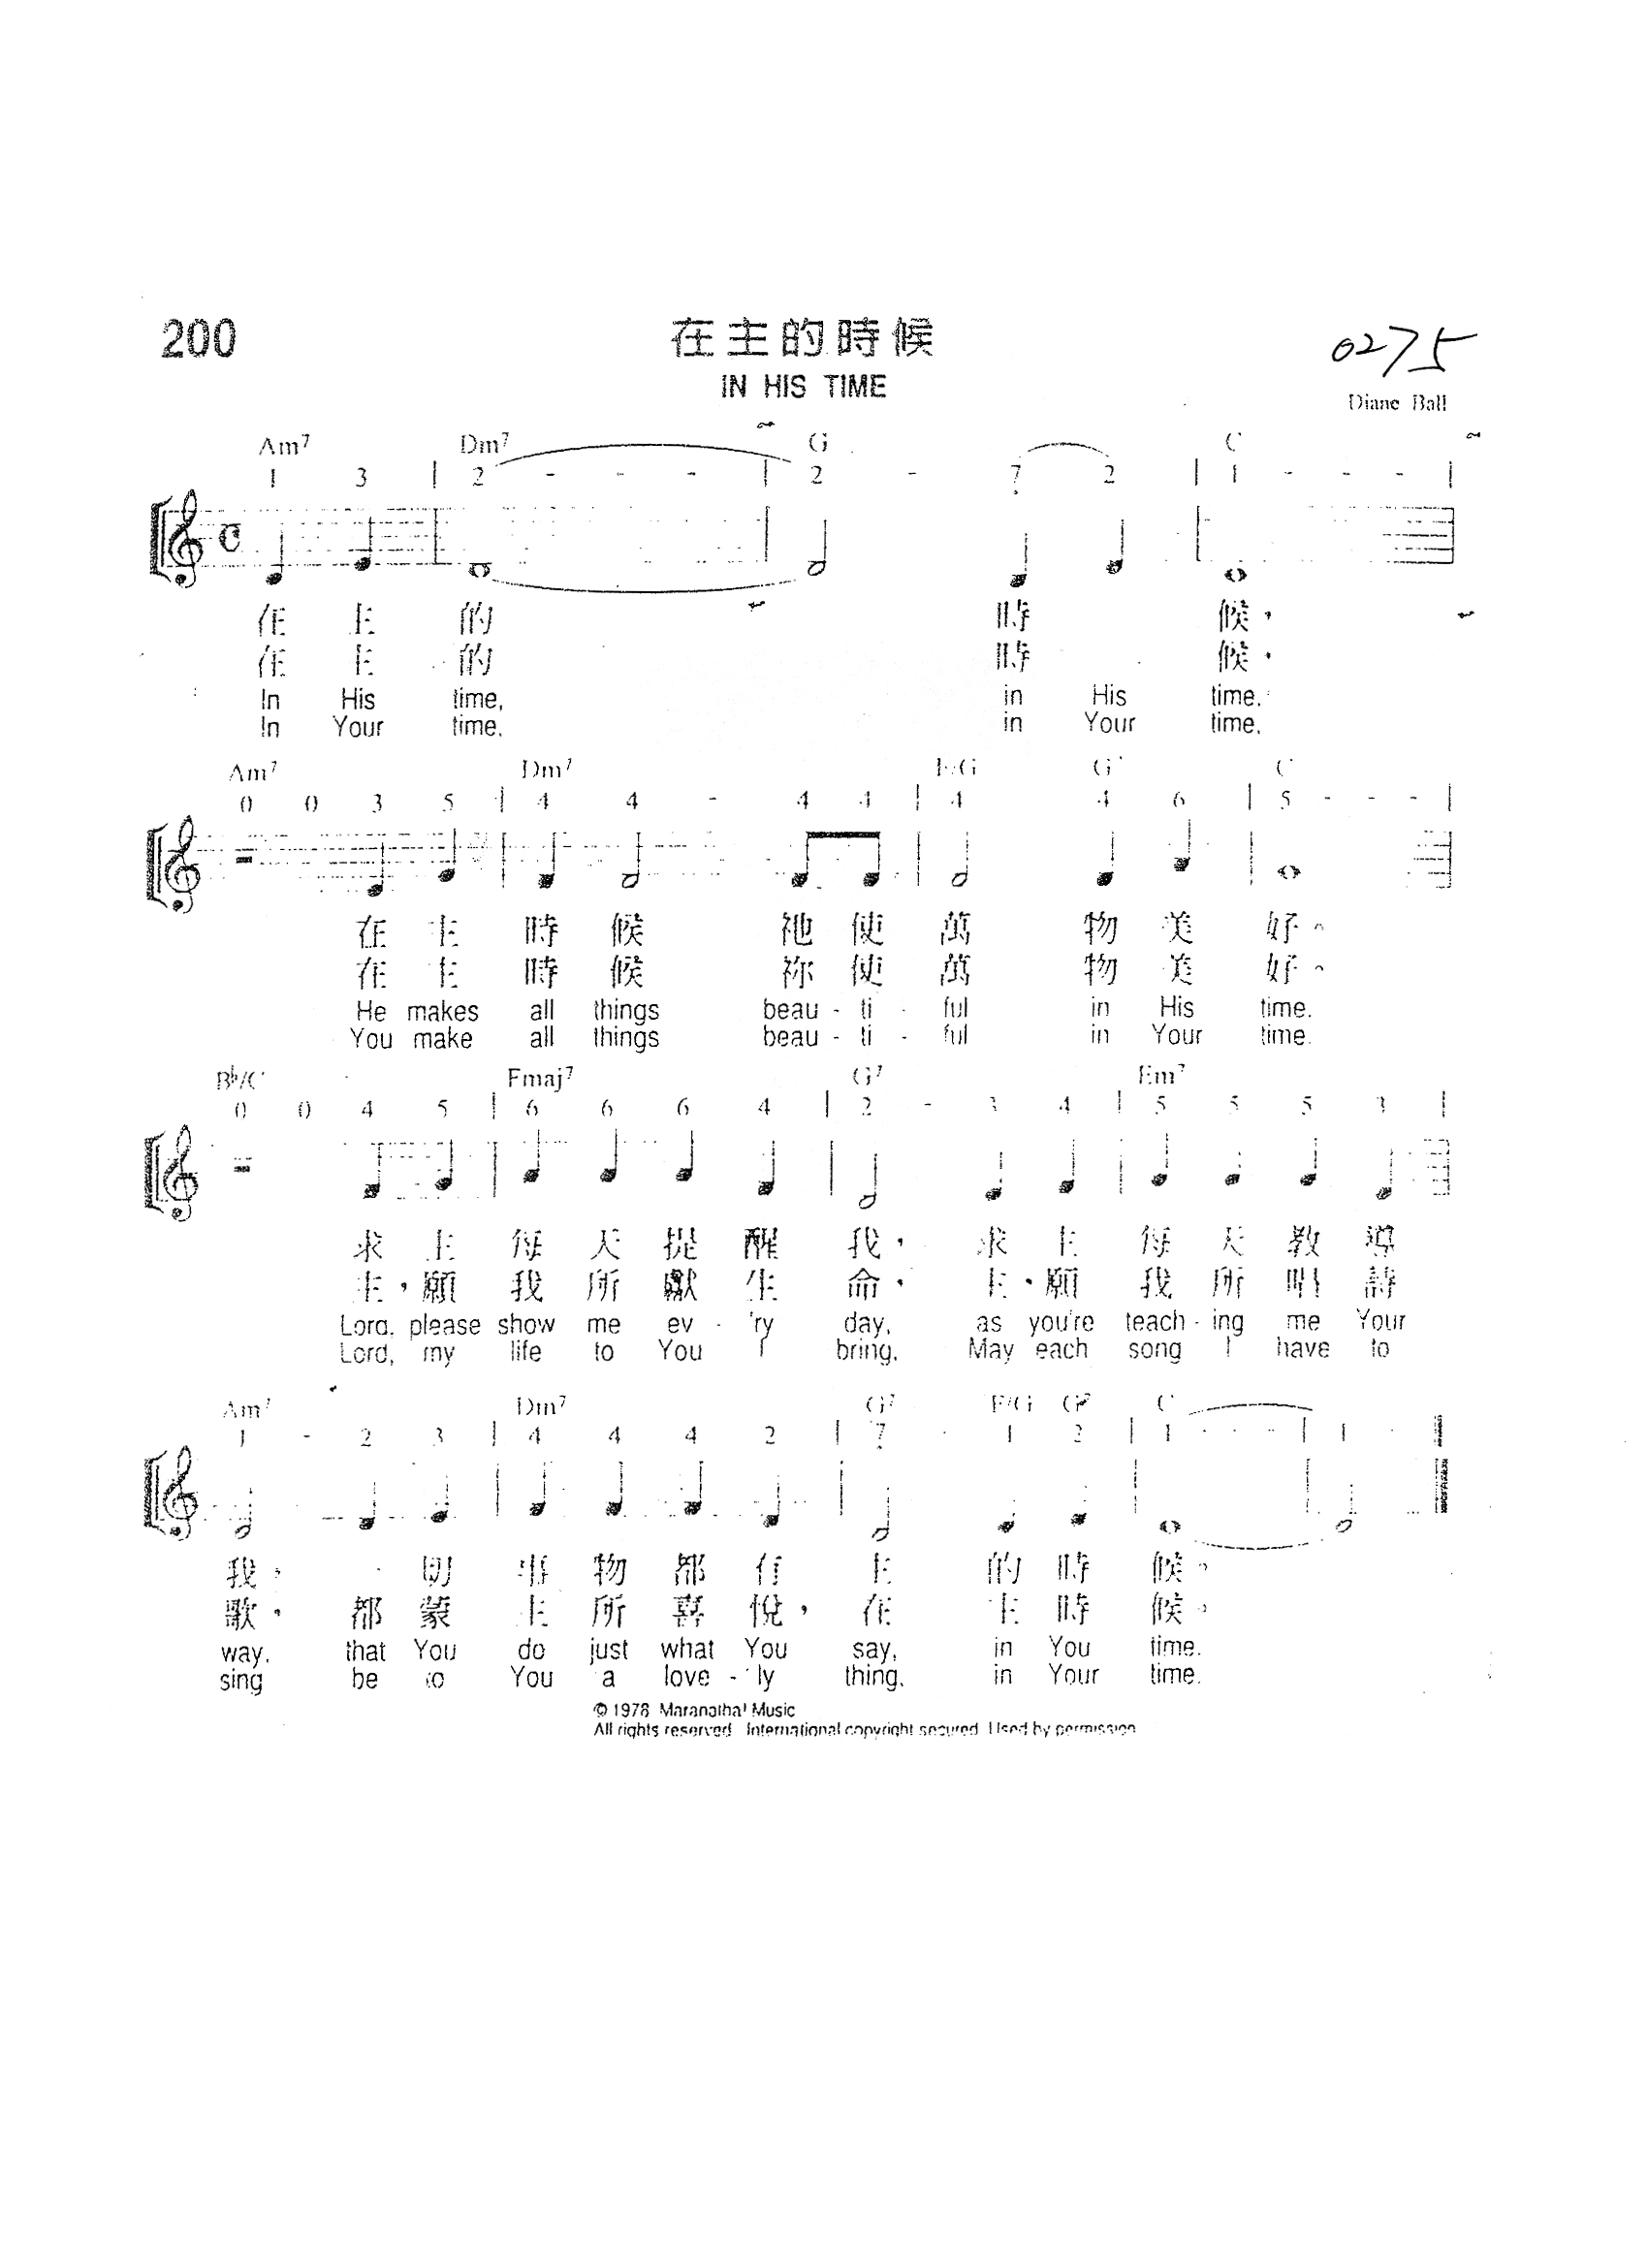 200
在主的時候
0275
IN HIS TIME
Diane Ball
Am7 Dm7 G C
1 3 | 2 - - - | 2 - 7 2 | 1 - - - |
在 主 的 時 候，
在 主 的 時 候，
In His time, in His time.
In Your time, in Your time,
Am7 Dm7 F/G G7 C
0 0 3 5 | 4 4 - 4 4 | 4 4 6 | 5 - - - |
在 主 時 候 祂 使 萬 物 美 好。
在 主 時 候 祢 使 萬 物 美 好。
He makes all things beau - ti - ful in His time.
You make all things beau - ti - ful in Your time.
B♭/C Fmaj7 G7 Em7
0 0 4 5 | 6 6 6 4 | 2 - 3 4 | 5 5 5 3 |
求 主 每 天 提 醒 我， 求 主 每 天 教 導
主，願 我 所 獻 生 命， 主，願 我 所 唱 詩
Lord, please show me ev - 'ry day, as you're teach - ing me Your
Lord, my life to You I bring, May each song I have to
Am7 Dm7 G7 F/G G7 C
1 - 2 3 | 4 4 4 2 | 7 - 1 2 | 1 - - - | 1 -
我， 切 事 物 都 有 主 的 時 候。
歌， 都 蒙 主 所 喜 悅，在 主 時 候。
way, that You do just what You say, in You time.
sing be to You a love - ly thing, in Your time.
© 1978 Maranatha! Music
All rights reserved International copyright secured Used by permission